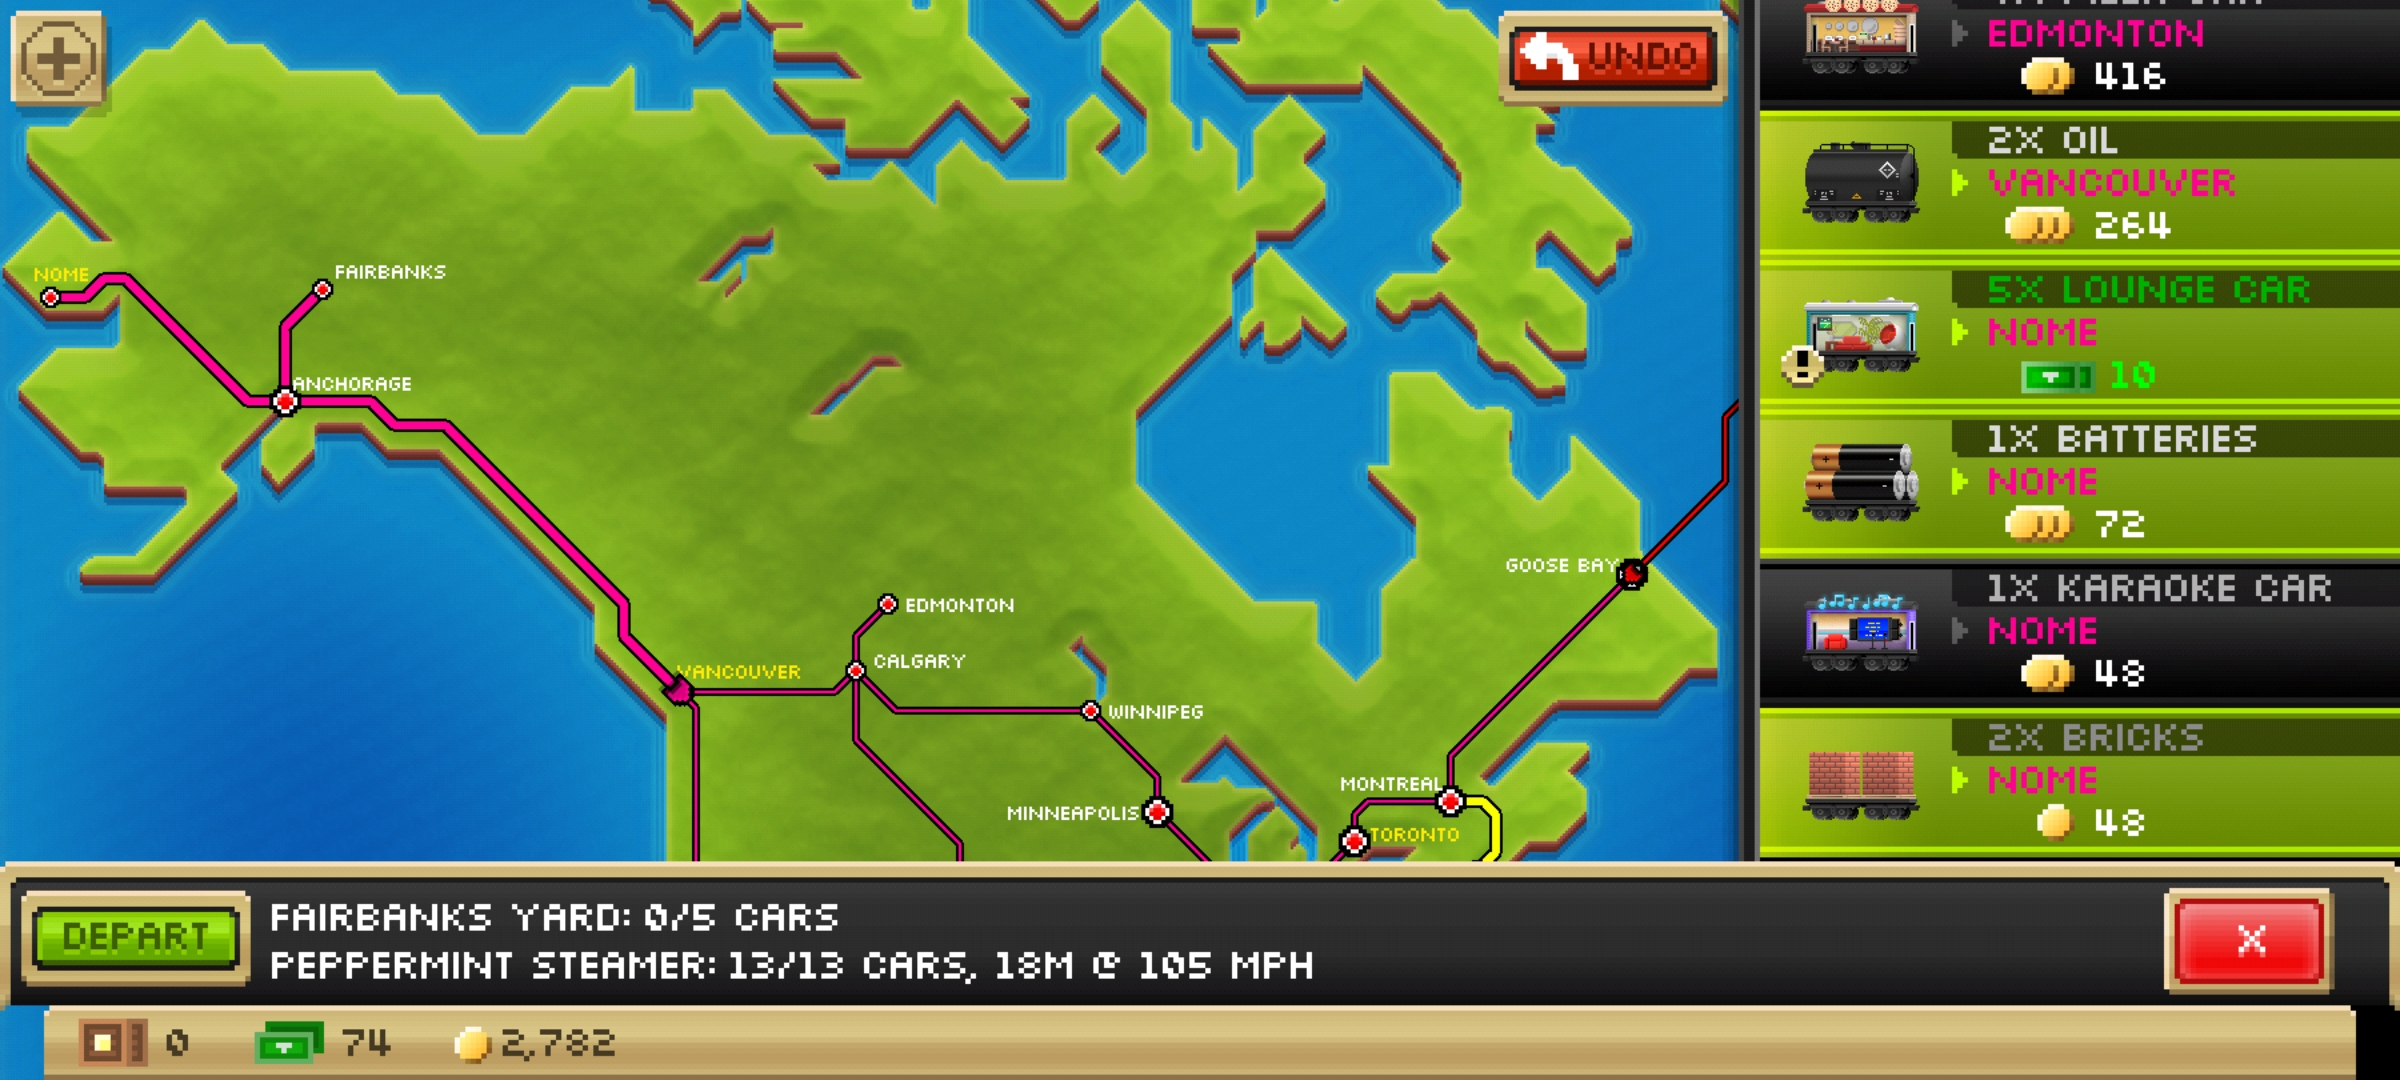 UNDO
NOME
FAIRBANKS
ANCHORAGE
GOOSE BAY
EDMONTON
CALGARY
VANCOUVER
WINNIPEG
MINNEAPOLIS
MONTREAL
TORONTO
EDMONTON
416
2X OIL
VANCOUVER
264
5X LOUNGE CAR
NOME
10
1X BATTERIES
NOME
72
1X KARAOKE CAR
NOME
48
2X BRICKS
NOME
48
DEPART
FAIRBANKS YARD: 0/5 CARS
PEPPERMINT STEAMER: 13/13 CARS, 18M @ 105 MPH
X
0
74
2,782